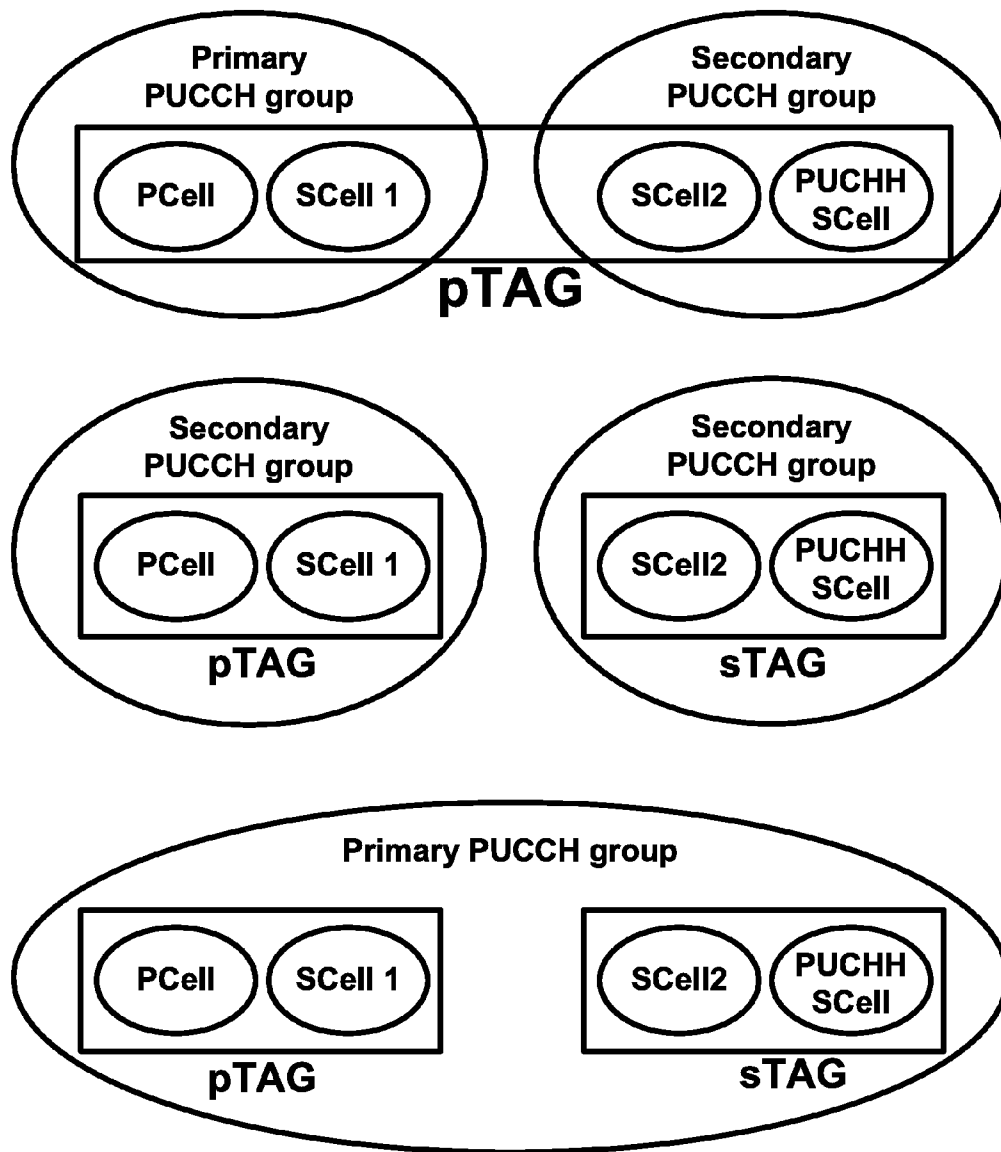 Primary
PUCCH group
Secondary
PUCCH group
PCell
SCell 1
SCell2
PUCHH
SCell
pTAG
Secondary
PUCCH group
Secondary
PUCCH group
PCell
SCell 1
SCell2
PUCHH
SCell
pTAG
sTAG
Primary PUCCH group
PCell
SCell 1
SCell2
PUCHH
SCell
pTAG
sTAG